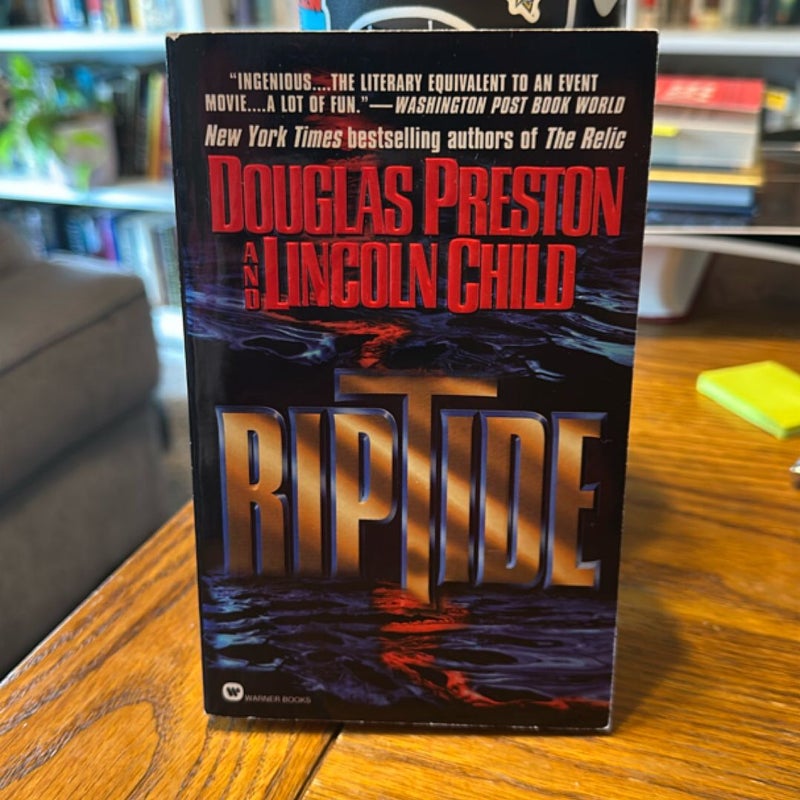 “INGENIOUS....THE LITERARY EQUIVALENT TO AN EVENT
MOVIE....A LOT OF FUN.”—WASHINGTON POST BOOK WORLD
New York Times bestselling authors of The Relic
DOUGLAS PRESTON
AND LINCOLN CHILD
RIPTIDE
WARNER BOOKS